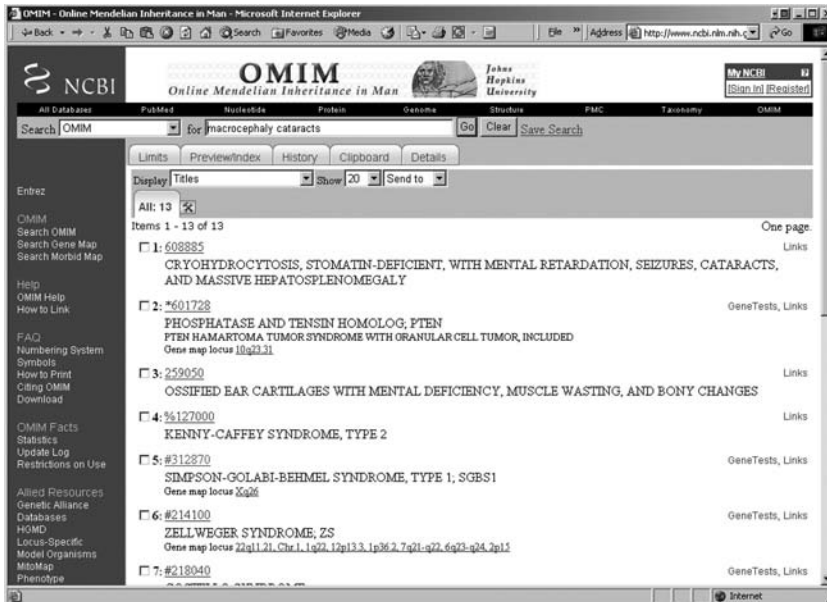 OMIM - Online Mendelian Inheritance in Man - Microsoft Internet Explorer
Back
Search
Favorites
Media
File
Address
http://www.ncbi.nlm.nih.g
Go
NCBI
OMIM
Online Mendelian Inheritance in Man
Johns
Hopkins
University
My NCBI
[Sign In] [Register]
All Databases PubMed Nucleotide Protein Genome Structure PMC Taxonomy OMIM
Search OMIM for macrocephaly cataracts Go Clear Save Search
Limits Preview/Index History Clipboard Details
Display Titles Show 20 Send to
All: 13
Items 1 - 13 of 13 One page.
1: 608885 Links
CRYOHYDROCYTOSIS, STOMATIN-DEFICIENT, WITH MENTAL RETARDATION, SEIZURES, CATARACTS,
AND MASSIVE HEPATOSPLENOMEGALY
2: *601728 GeneTests, Links
PHOSPHATASE AND TENSIN HOMOLOG; PTEN
PTEN HAMARTOMA TUMOR SYNDROME WITH GRANULAR CELL TUMOR, INCLUDED
Gene map locus 10q23.31
3: 259050 Links
OSSIFIED EAR CARTILAGES WITH MENTAL DEFICIENCY, MUSCLE WASTING, AND BONY CHANGES
4: %127000 Links
KENNY-CAFFEY SYNDROME, TYPE 2
5: #312870 GeneTests, Links
SIMPSON-GOLABI-BEHMEL SYNDROME, TYPE 1; SGBS1
Gene map locus Xq26
6: #214100 GeneTests, Links
ZELLWEGER SYNDROME; ZS
Gene map locus 22q11.21, Chr.1, 1q22, 12p13.3, 1p36.2, 7q21-q22, 6q23-q24, 2p15
7: #218040 GeneTests, Links
Entrez
OMIM
Search OMIM
Search Gene Map
Search Morbid Map
Help
OMIM Help
How to Link
FAQ
Numbering System
Symbols
How to Print
Citing OMIM
Download
OMIM Facts
Statistics
Update Log
Restrictions on Use
Allied Resources
Genetic Alliance
Databases
HGMD
Locus-Specific
Model Organisms
MitoMap
Phenotype
Internet